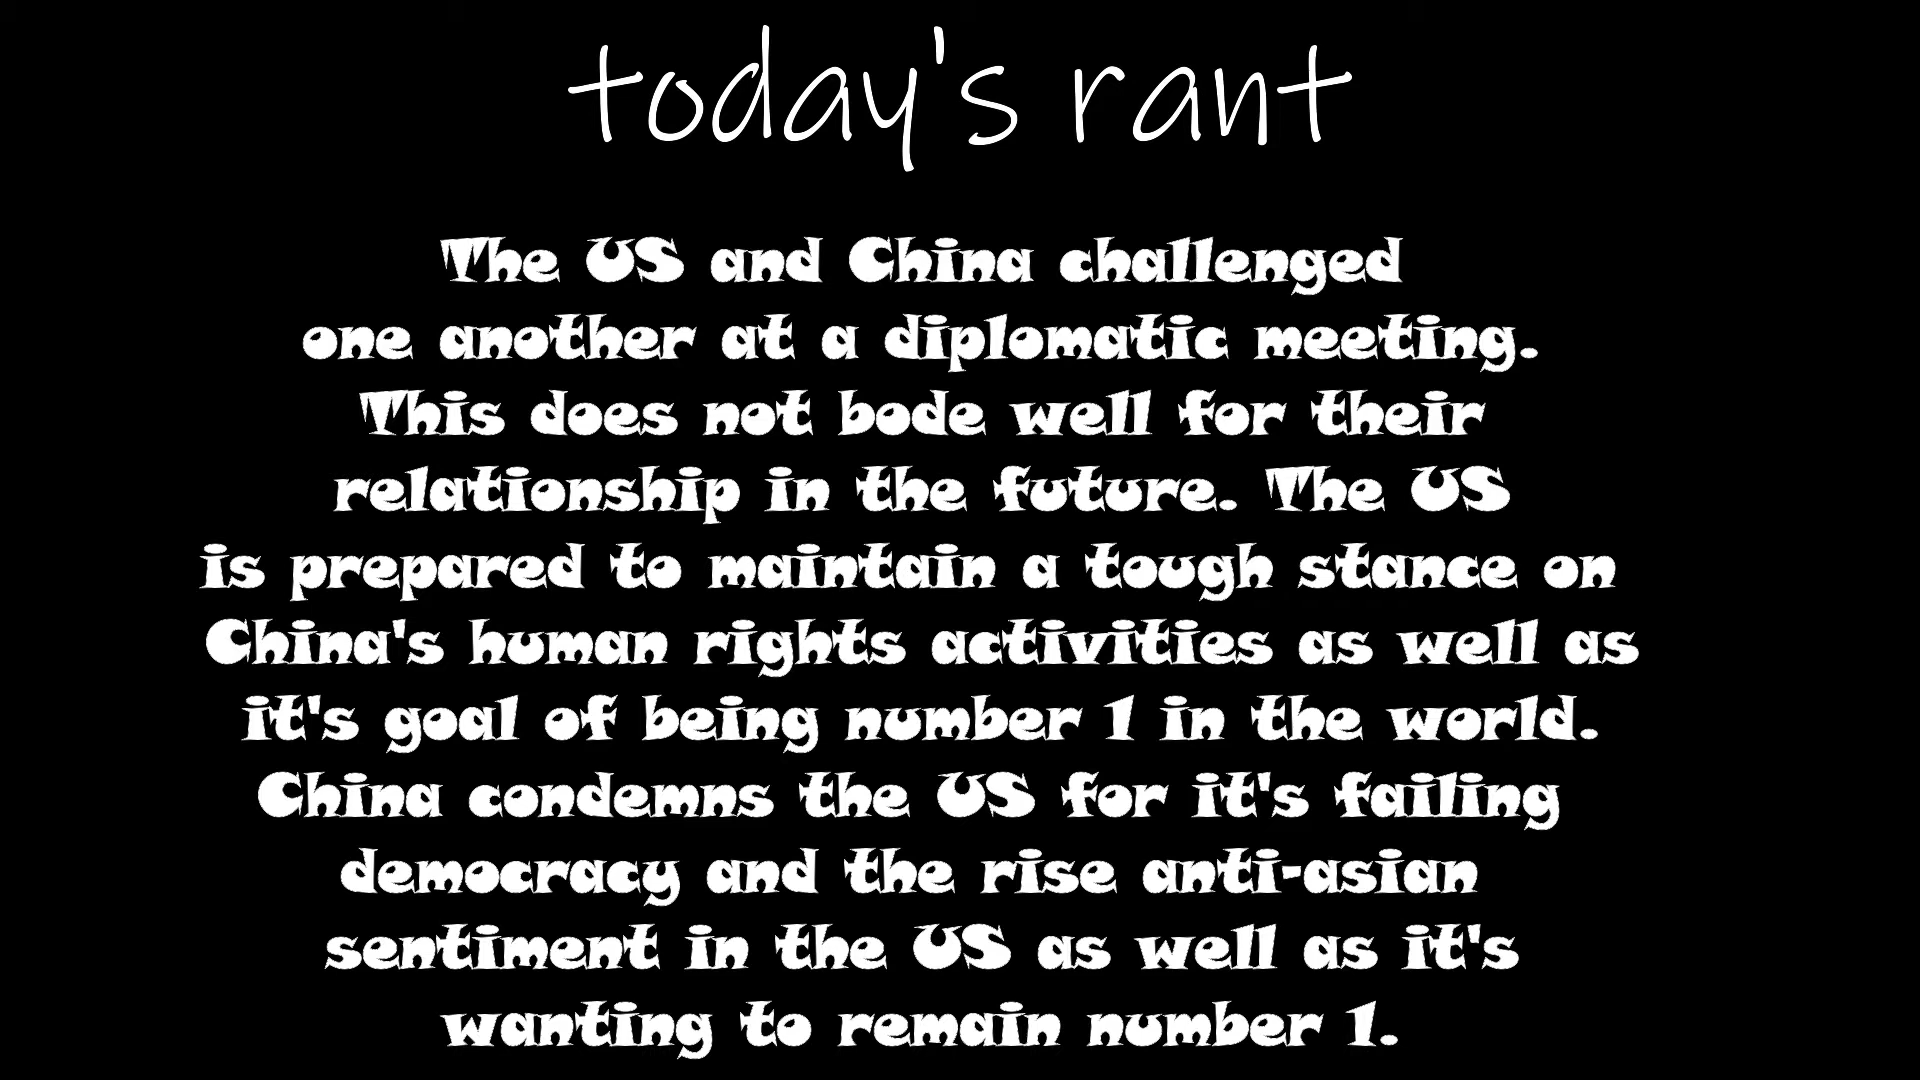 today's rant
The US and China challenged
one another at a diplomatic meeting.
This does not bode well for their
relationship in the future. The US
is prepared to maintain a tough stance on
China's human rights activities as well as
it's goal of being number 1 in the world.
China condemns the US for it's failing
democracy and the rise anti-asian
sentiment in the US as well as it's
wanting to remain number 1.